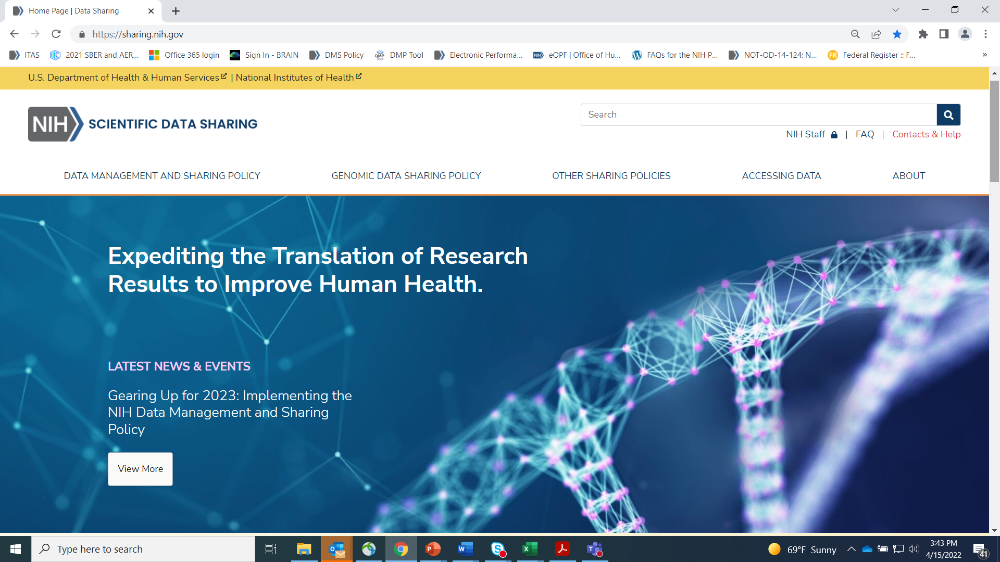 Home Page | Data Sharing
https://sharing.nih.gov
ITAS
2021 SBER and AER...
Office 365 login
Sign In - BRAIN
DMS Policy
DMP Tool
Electronic Performa...
NIH
eOPF | Office of Hu...
FAQs for the NIH P...
NOT-OD-14-124: N...
FR
Federal Register :: F...
»
U.S. Department of Health & Human Services | National Institutes of Health
NIH SCIENTIFIC DATA SHARING
Search
NIH Staff | FAQ | Contacts & Help
DATA MANAGEMENT AND SHARING POLICY
GENOMIC DATA SHARING POLICY
OTHER SHARING POLICIES
ACCESSING DATA
ABOUT
Expediting the Translation of Research
Results to Improve Human Health.
LATEST NEWS & EVENTS
Gearing Up for 2023: Implementing the
NIH Data Management and Sharing
Policy
View More
Type here to search
69°F Sunny
3:43 PM
4/15/2022
41